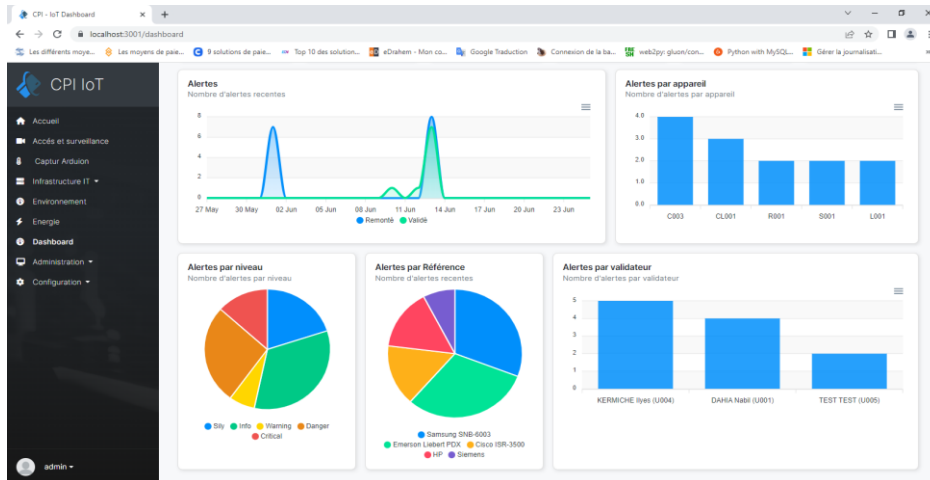 CPI - IoT Dashboard
localhost:3001/dashboard
Les différents moye... Les moyens de paie... 9 solutions de paie... Top 10 des solution... eDrahem - Mon co... Google Traduction Connexion de la ba... web2py: gluon/con... Python with MySQL... Gérer la journalisati...
CPI IoT
Accueil
Accés et surveillance
Captur Arduion
Infrastructure IT
Environnement
Energie
Dashboard
Administration
Configuration
admin
Alertes
Nombre d'alertes recentes
8
6
4
2
0
27 May 30 May 02 Jun 05 Jun 08 Jun 11 Jun 14 Jun 17 Jun 20 Jun 23 Jun
Remonté Validé
Alertes par appareil
Nombre d'alertes par appareil
4.0
3.0
2.0
1.0
0.0
C003 CL001 R001 S001 L001
Alertes par niveau
Nombre d'alertes par niveau
Sily Info Warning Danger
Critical
Alertes par Référence
Nombre d'alertes recentes
Samsung SNB-6003
Emerson Liebert PDX Cisco ISR-3500
HP Siemens
Alertes par validateur
Nombre d'alertes par validateur
5
4
3
2
1
0
KERMICHE Ilyes (U004) DAHIA Nabil (U001) TEST TEST (U005)